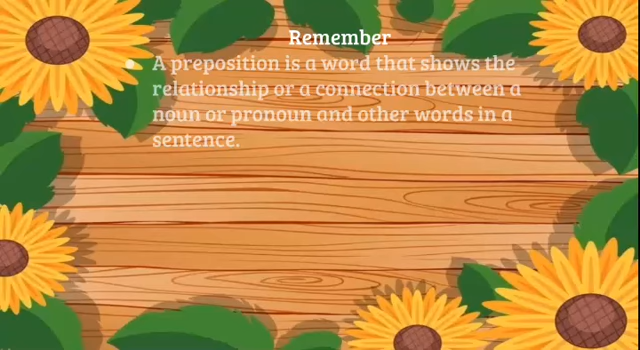 Remember
● A preposition is a word that shows the
relationship or a connection between a
noun or pronoun and other words in a
sentence.